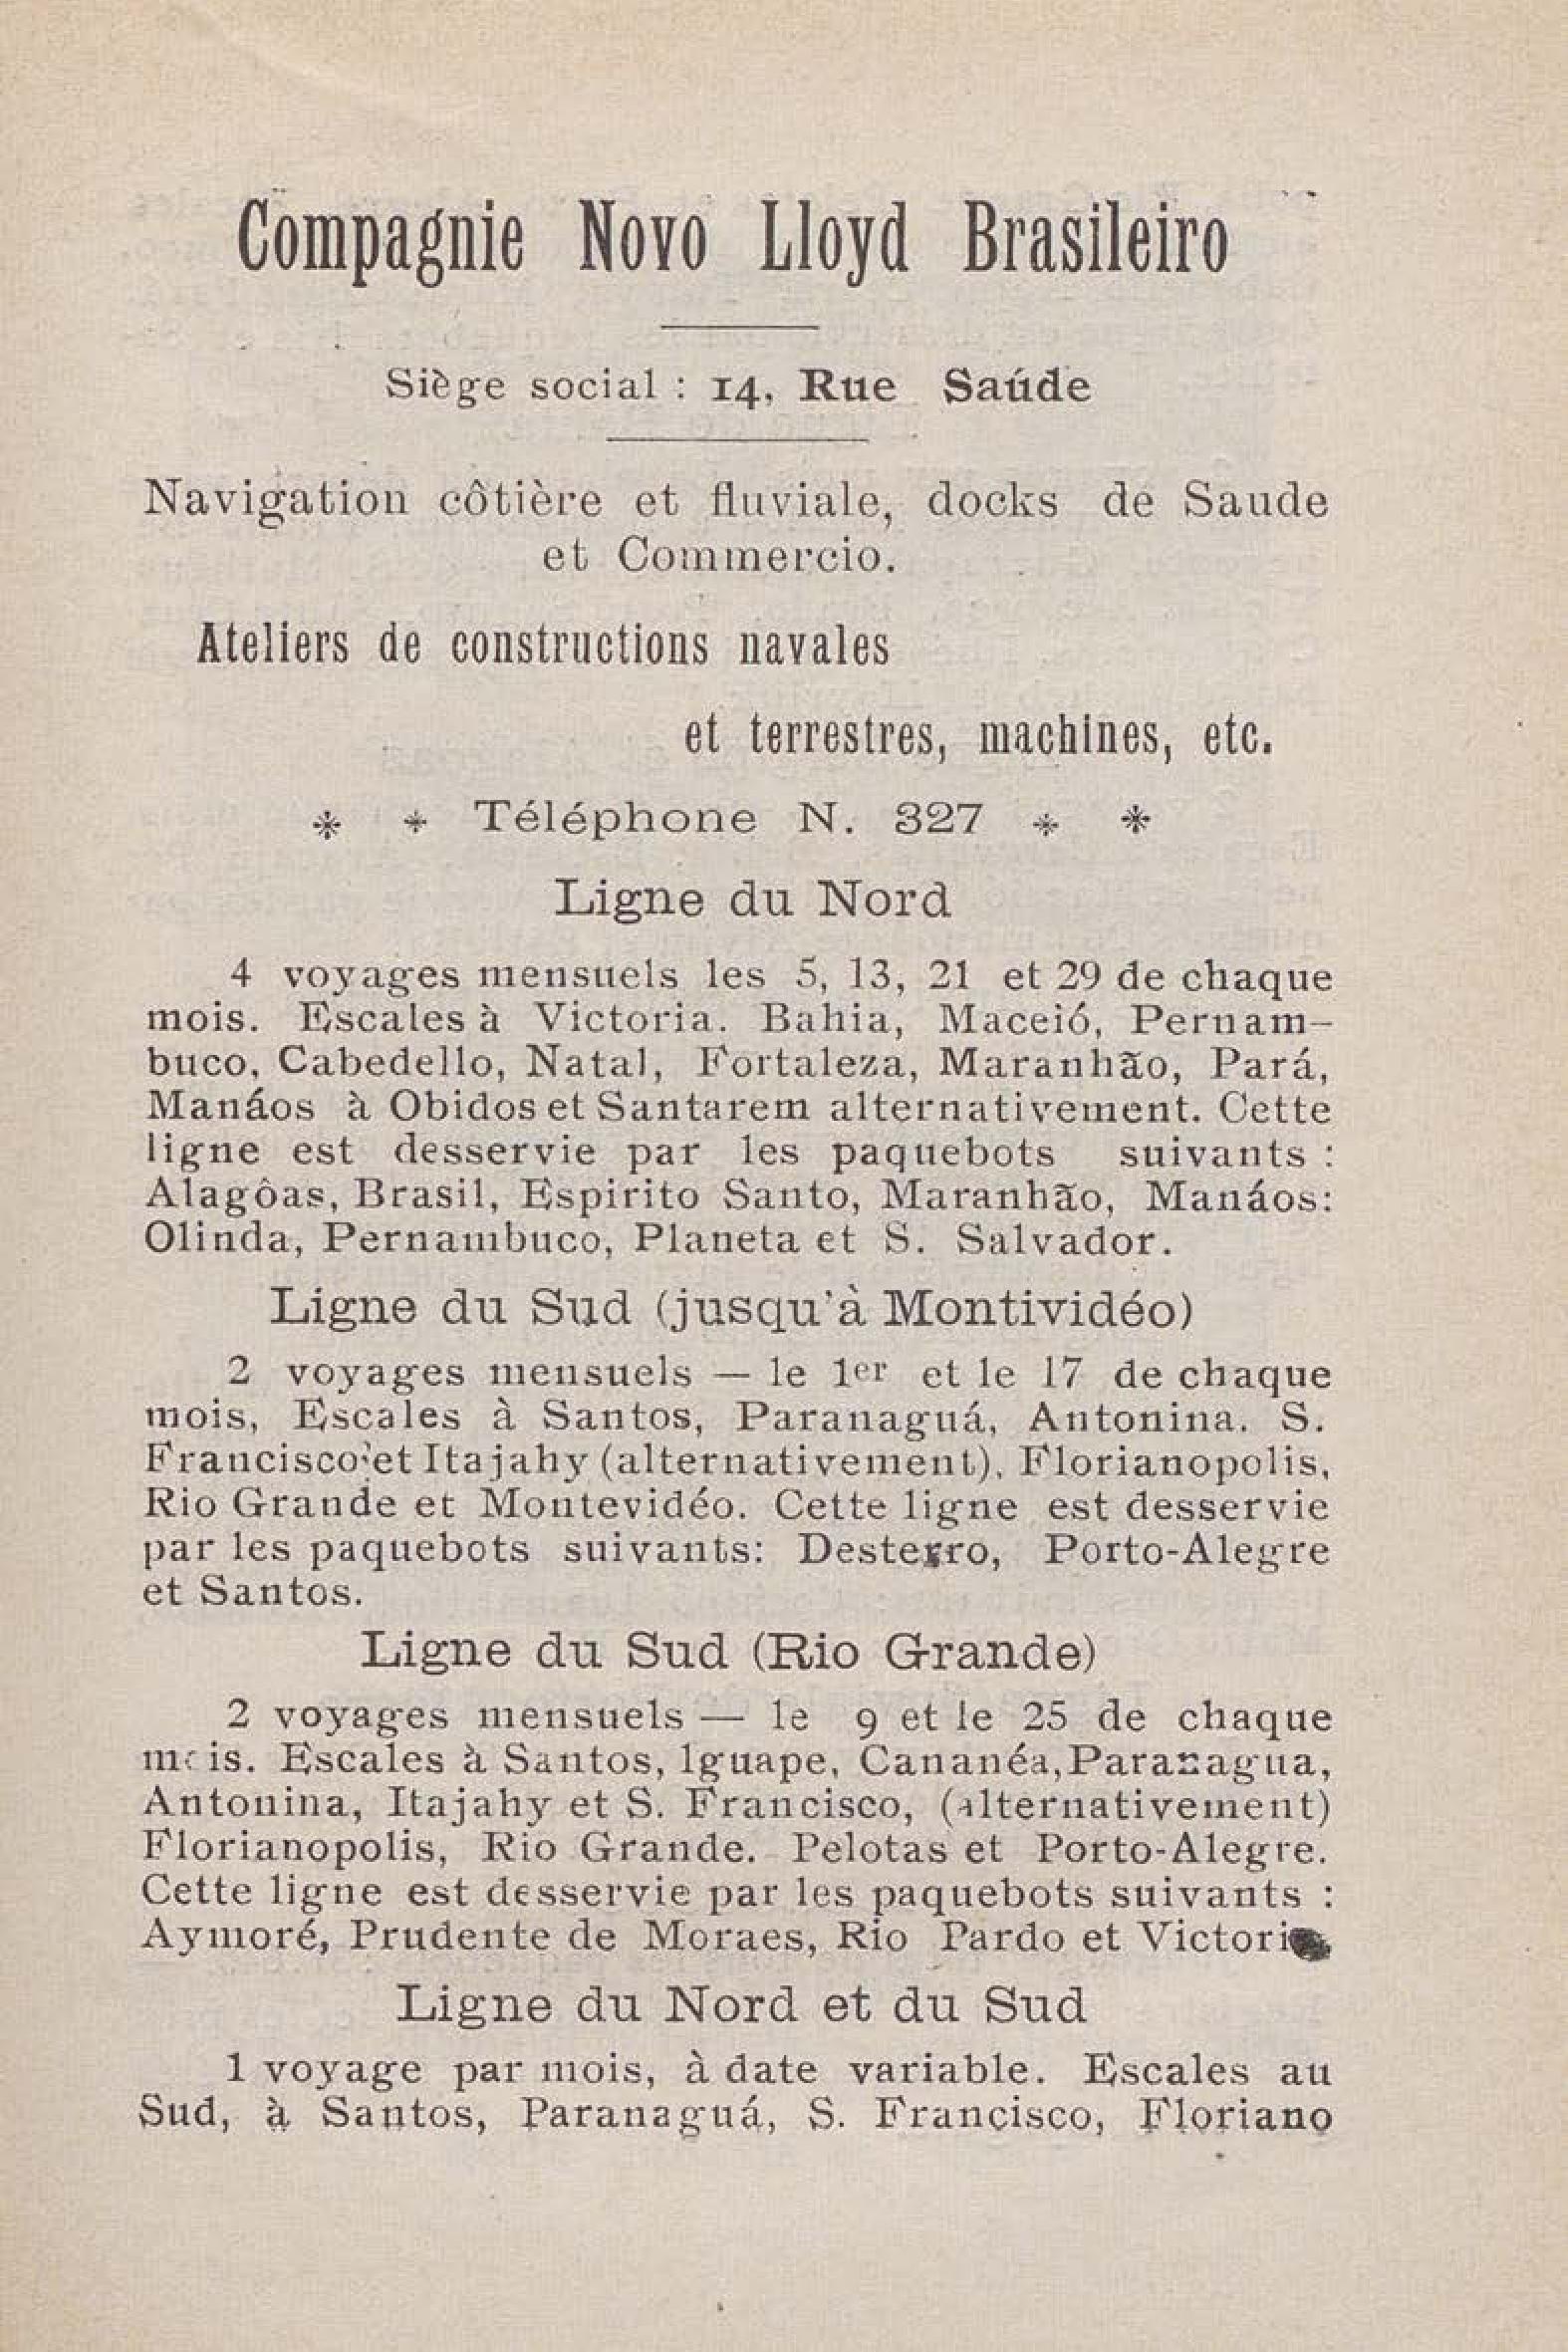 Compagnie Novo Lloyd Brasileiro
Siège social : 14, Rue Saúde
Navigation côtière et fluviale, docks de Saude
et Commercio.
Ateliers de constructions navales
et terrestres, machines, etc.
* * Téléphone N. 327 * *
Ligne du Nord
4 voyages mensuels les 5, 13, 21 et 29 de chaque
mois. Escales à Victoria. Bahia, Maceió, Pernam-
buco, Cabedello, Natal, Fortaleza, Maranhão, Pará,
Manáos à Obidos et Santarem alternativement. Cette
ligne est desservie par les paquebots suivants :
Alagôas, Brasil, Espirito Santo, Maranhão, Manáos:
Olinda, Pernambuco, Planeta et S. Salvador.
Ligne du Sud (jusqu'à Montividéo)
2 voyages mensuels — le 1er et le 17 de chaque
mois, Escales à Santos, Paranaguá, Antonina. S.
Francisco et Itajahy (alternativement), Florianopolis,
Rio Grande et Montevidéo. Cette ligne est desservie
par les paquebots suivants: Desterro, Porto-Alegre
et Santos.
Ligne du Sud (Rio Grande)
2 voyages mensuels — le 9 et le 25 de chaque
mois. Escales à Santos, Iguape, Cananéa, Paranagua,
Antonina, Itajahy et S. Francisco, (alternativement)
Florianopolis, Rio Grande. Pelotas et Porto-Alegre.
Cette ligne est desservie par les paquebots suivants :
Aymoré, Prudente de Moraes, Rio Pardo et Victoria
Ligne du Nord et du Sud
1 voyage par mois, à date variable. Escales au
Sud, à Santos, Paranaguá, S. Francisco, Floriano